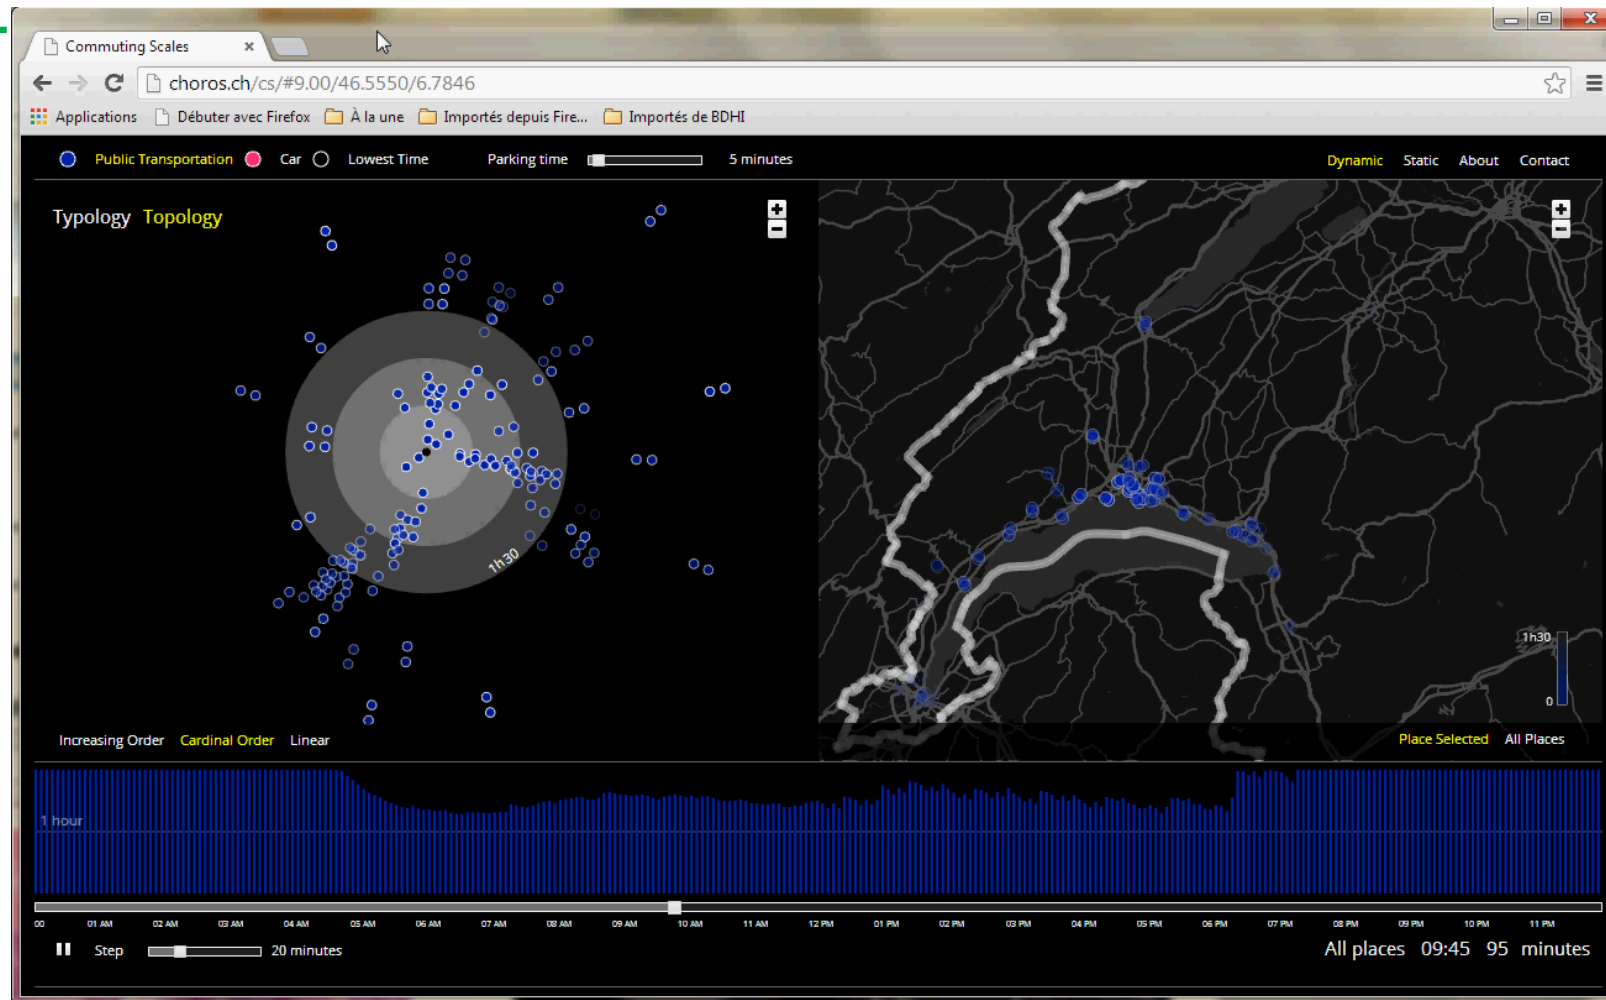 Commuting Scales
choros.ch/cs/#9.00/46.5550/6.7846
Applications Débuter avec Firefox À la une Importés depuis Fire... Importés de BDHI
Public Transportation Car Lowest Time Parking time 5 minutes Dynamic Static About Contact
Typology Topology
1h30
1h30
0
Increasing Order Cardinal Order Linear Place Selected All Places
1 hour
00 01 AM 02 AM 03 AM 04 AM 05 AM 06 AM 07 AM 08 AM 09 AM 10 AM 11 AM 12 PM 01 PM 02 PM 03 PM 04 PM 05 PM 06 PM 07 PM 08 PM 09 PM 10 PM 11 PM
Step 20 minutes All places 09:45 95 minutes